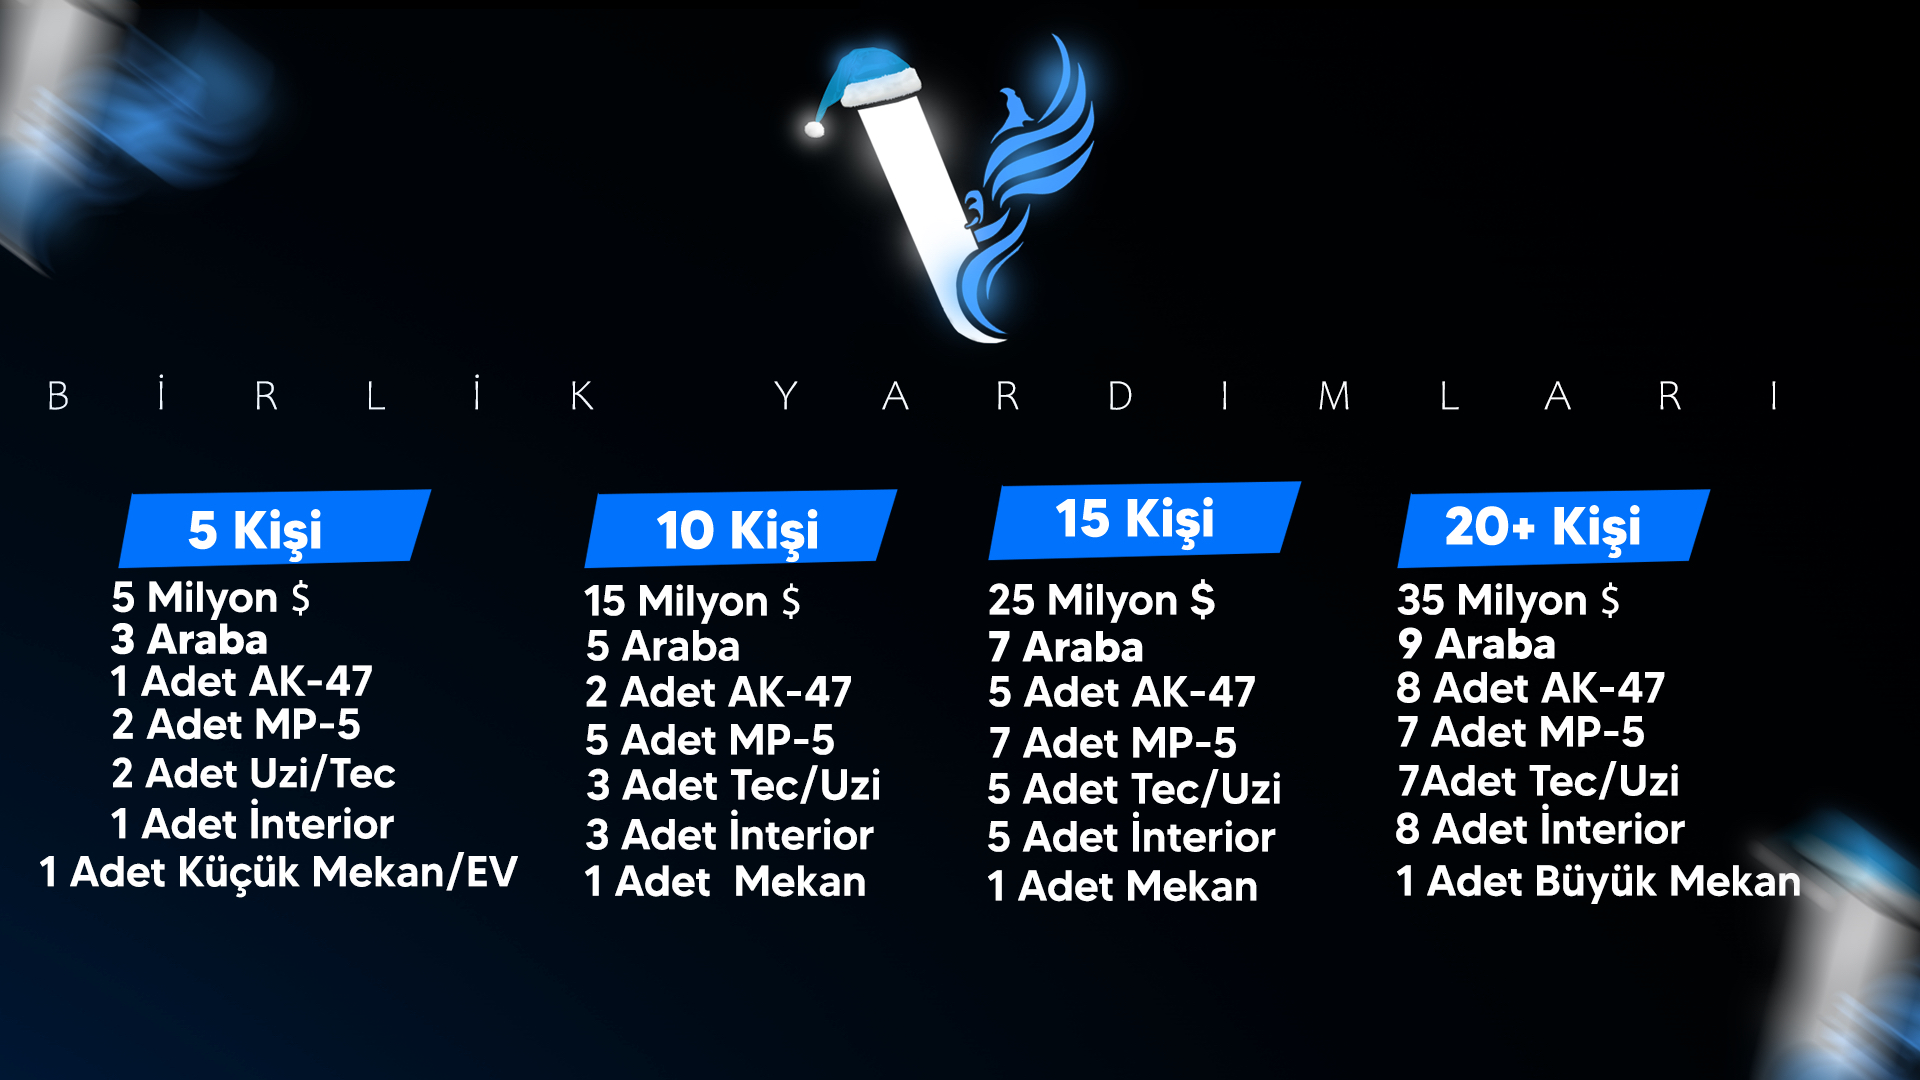 BİRLİK YARDIMLARI
5 Kişi
5 Milyon $
3 Araba
1 Adet AK-47
2 Adet MP-5
2 Adet Uzi/Tec
1 Adet İnterior
1 Adet Küçük Mekan/EV
10 Kişi
15 Milyon $
5 Araba
2 Adet AK-47
5 Adet MP-5
3 Adet Tec/Uzi
3 Adet İnterior
1 Adet Mekan
15 Kişi
25 Milyon $
7 Araba
5 Adet AK-47
7 Adet MP-5
5 Adet Tec/Uzi
5 Adet İnterior
1 Adet Mekan
20+ Kişi
35 Milyon $
9 Araba
8 Adet AK-47
7 Adet MP-5
7Adet Tec/Uzi
8 Adet İnterior
1 Adet Büyük Mekan